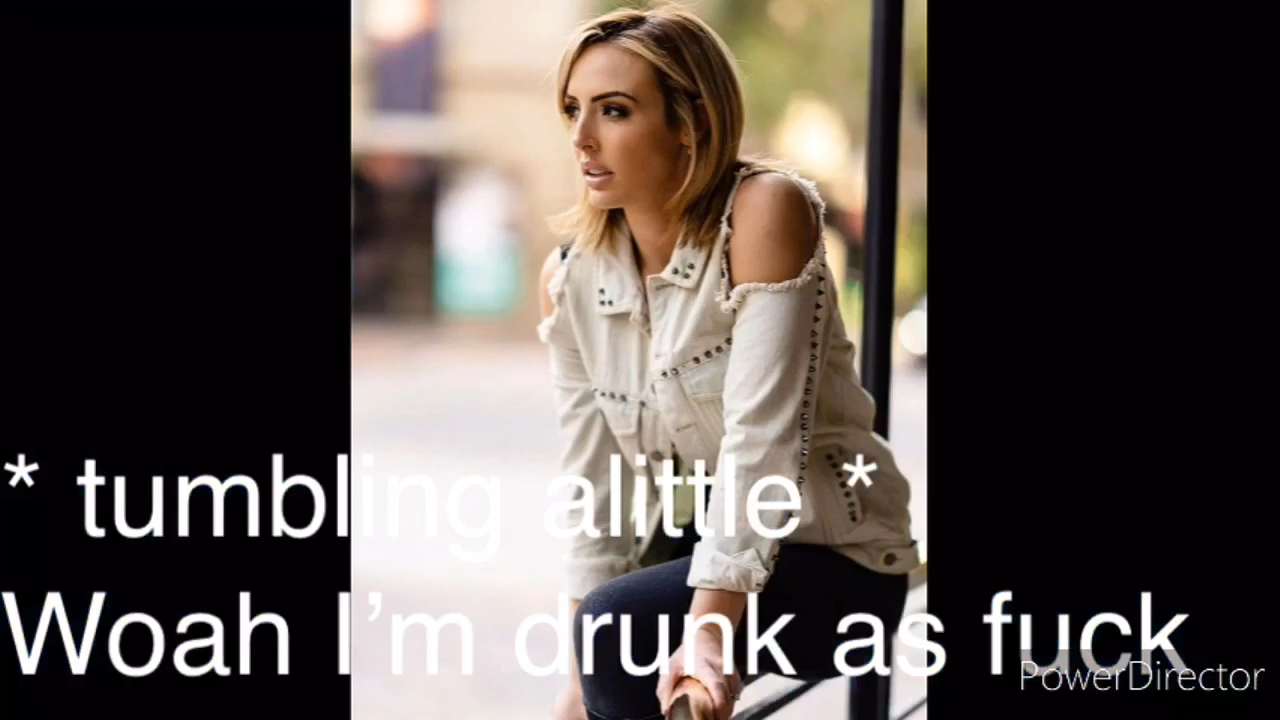 * tumbling alittle *
Woah I’m drunk as fuck
PowerDirector